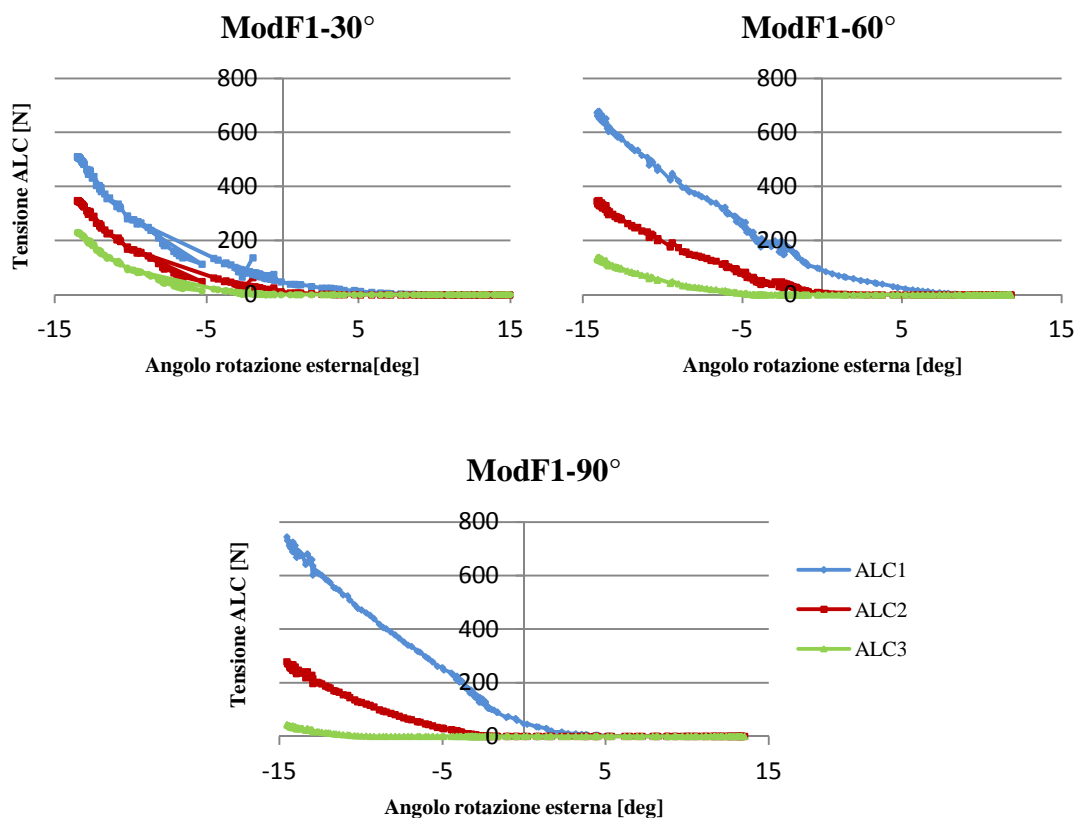 ModF1-30°
800
600
400
200
0
-15
-5
5
15
Tensione ALC [N]
Angolo rotazione esterna[deg]
ModF1-60°
800
600
400
200
0
-15
-5
5
15
Angolo rotazione esterna [deg]
ModF1-90°
800
600
400
200
0
-15
-5
5
15
Tensione ALC [N]
Angolo rotazione esterna [deg]
ALC1
ALC2
ALC3